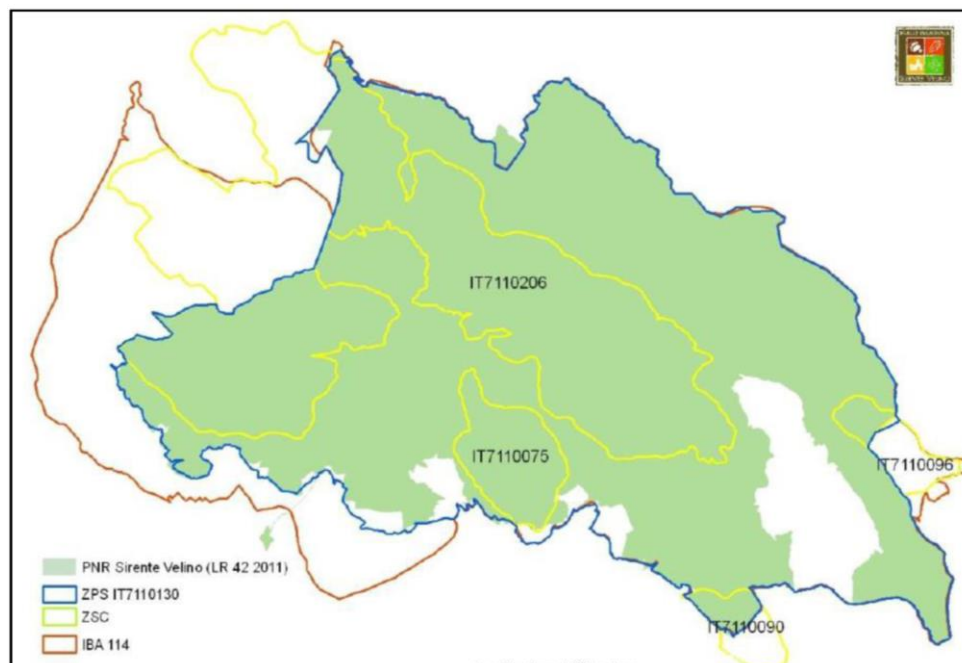 IT7110206
IT7110075
IT7110096
IT7110090
PNR Sirente Velino (LR 42 2011)
ZPS IT7110130
ZSC
IBA 114